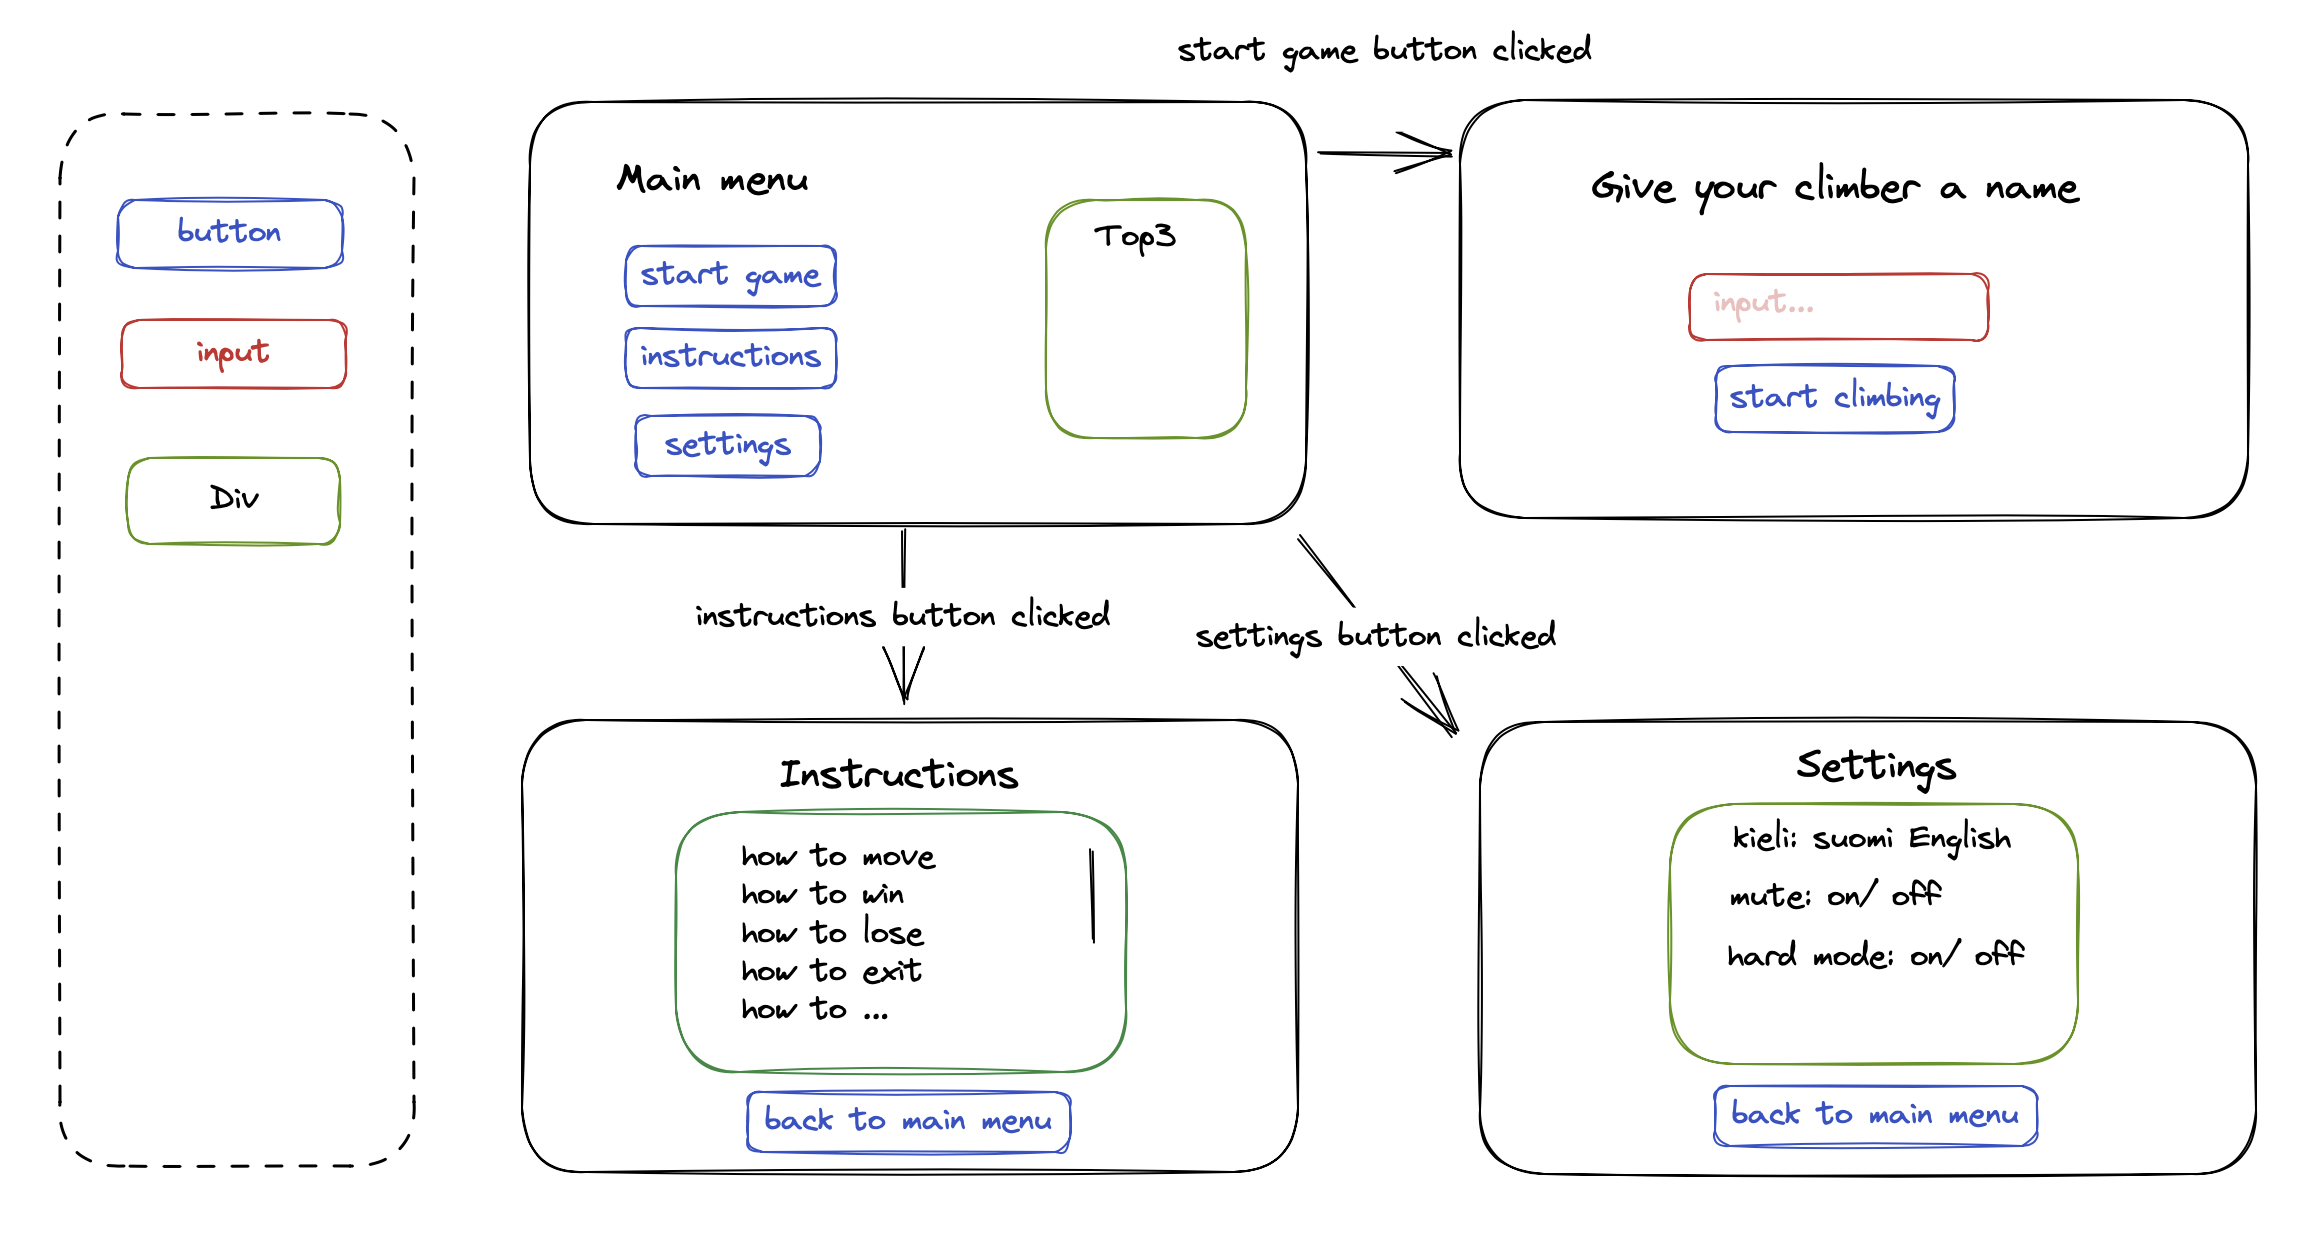 start game button clicked
button
input
Div
Main menu
start game
instructions
settings
Top3
Give your climber a name
input...
start climbing
instructions button clicked
settings button clicked
Instructions
how to move
how to win
how to lose
how to exit
how to ...
back to main menu
Settings
kieli: suomi English
mute: on/ off
hard mode: on/ off
back to main menu